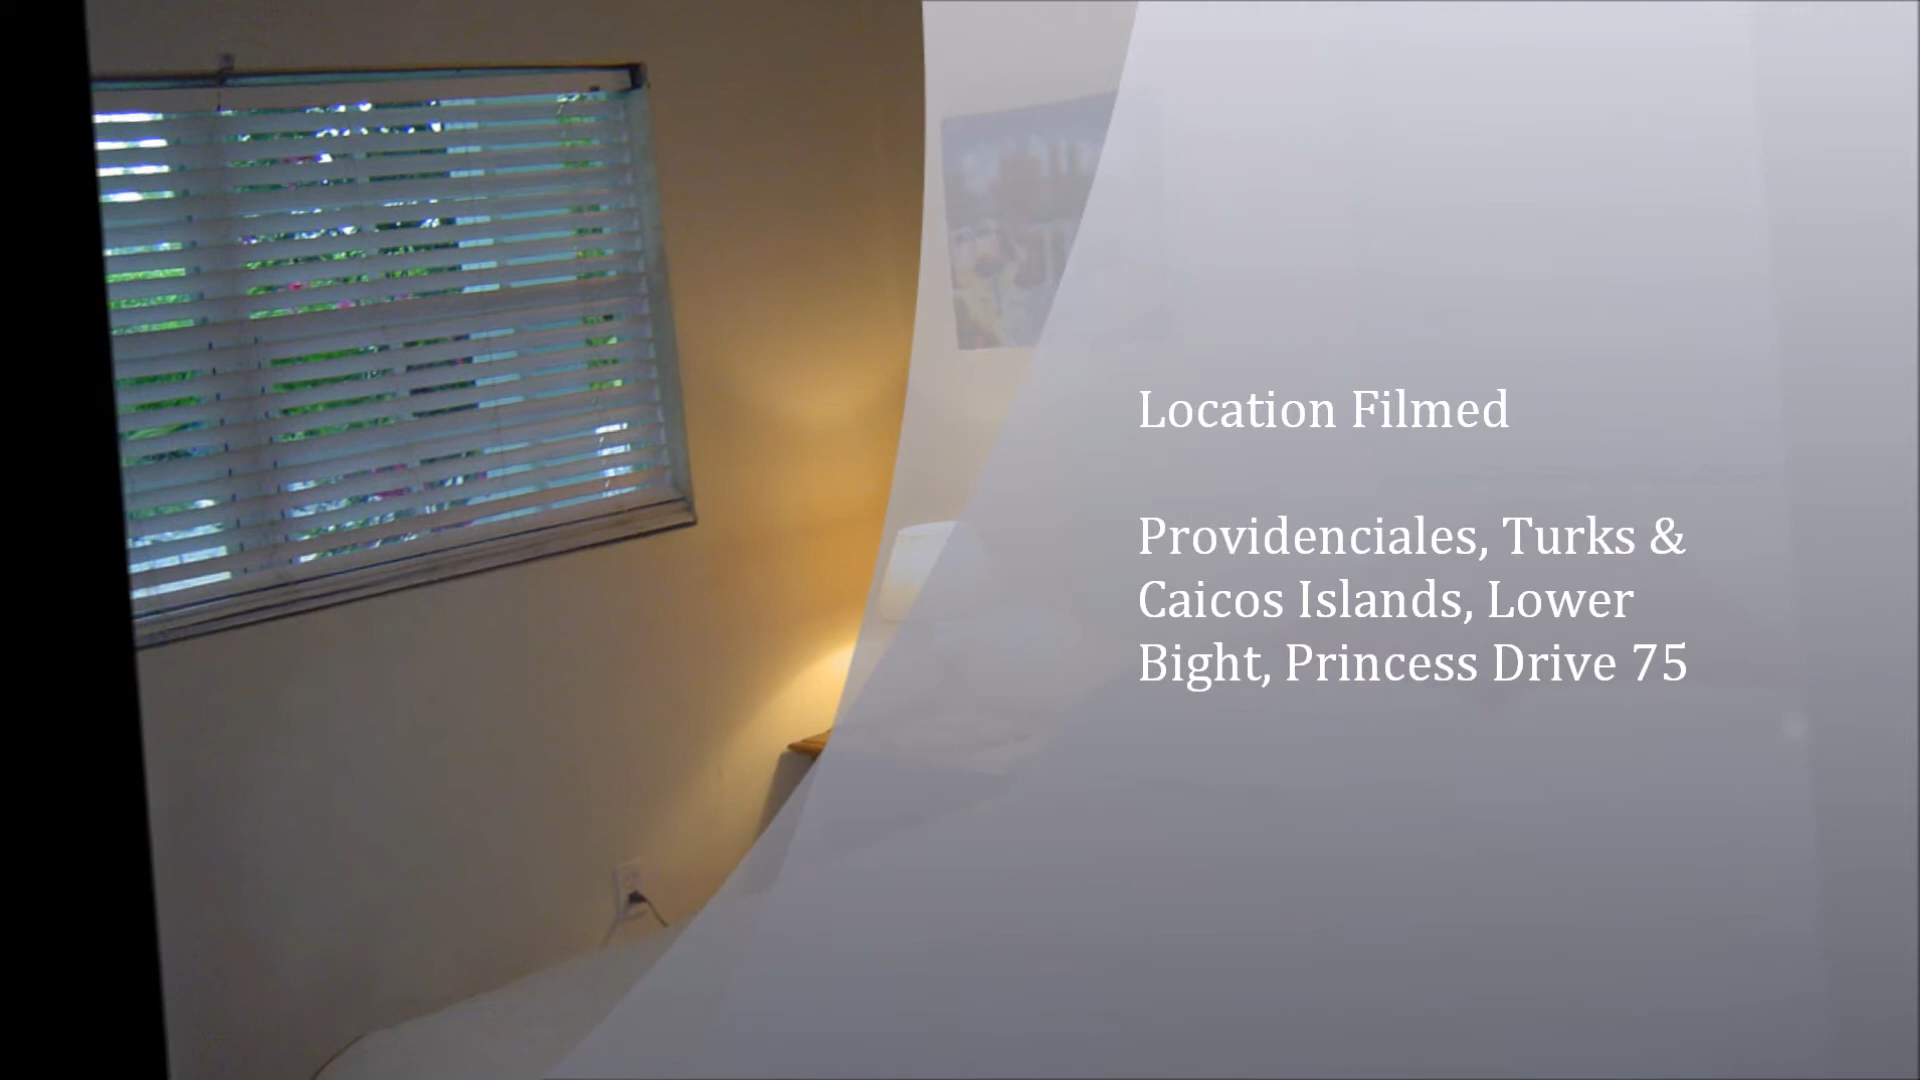 Location Filmed
Providenciales, Turks &
Caicos Islands, Lower
Bight, Princess Drive 75